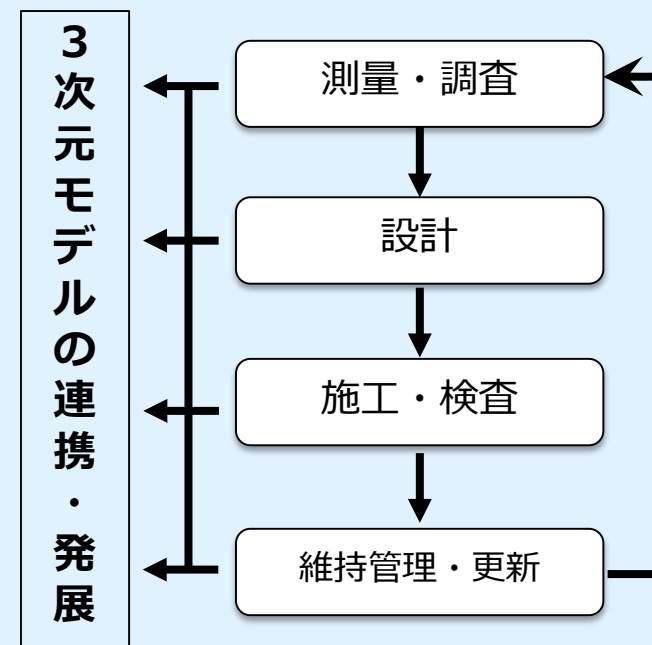 3次元モデルの連携・発展
測量・調査
設計
施工・検査
維持管理・更新